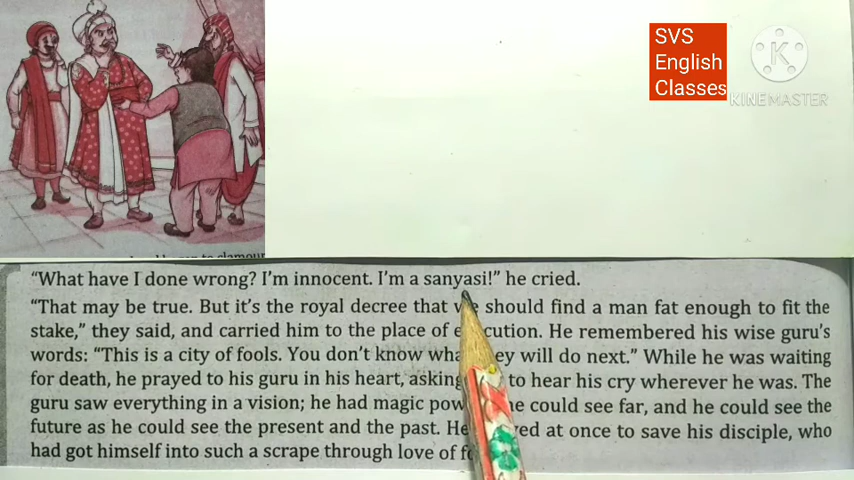 SVS
English
Classes
KINEMASTER
"What have I done wrong? I'm innocent. I'm a sanyasi!" he cried.
"That may be true. But it's the royal decree that we should find a man fat enough to fit the
stake," they said, and carried him to the place of execution. He remembered his wise guru's
words: "This is a city of fools. You don't know what they will do next." While he was waiting
for death, he prayed to his guru in his heart, asking to hear his cry wherever he was. The
guru saw everything in a vision; he had magic he could see far, and he could see the
future as he could see the present and the past. He at once to save his disciple, who
had got himself into such a scrape through love of